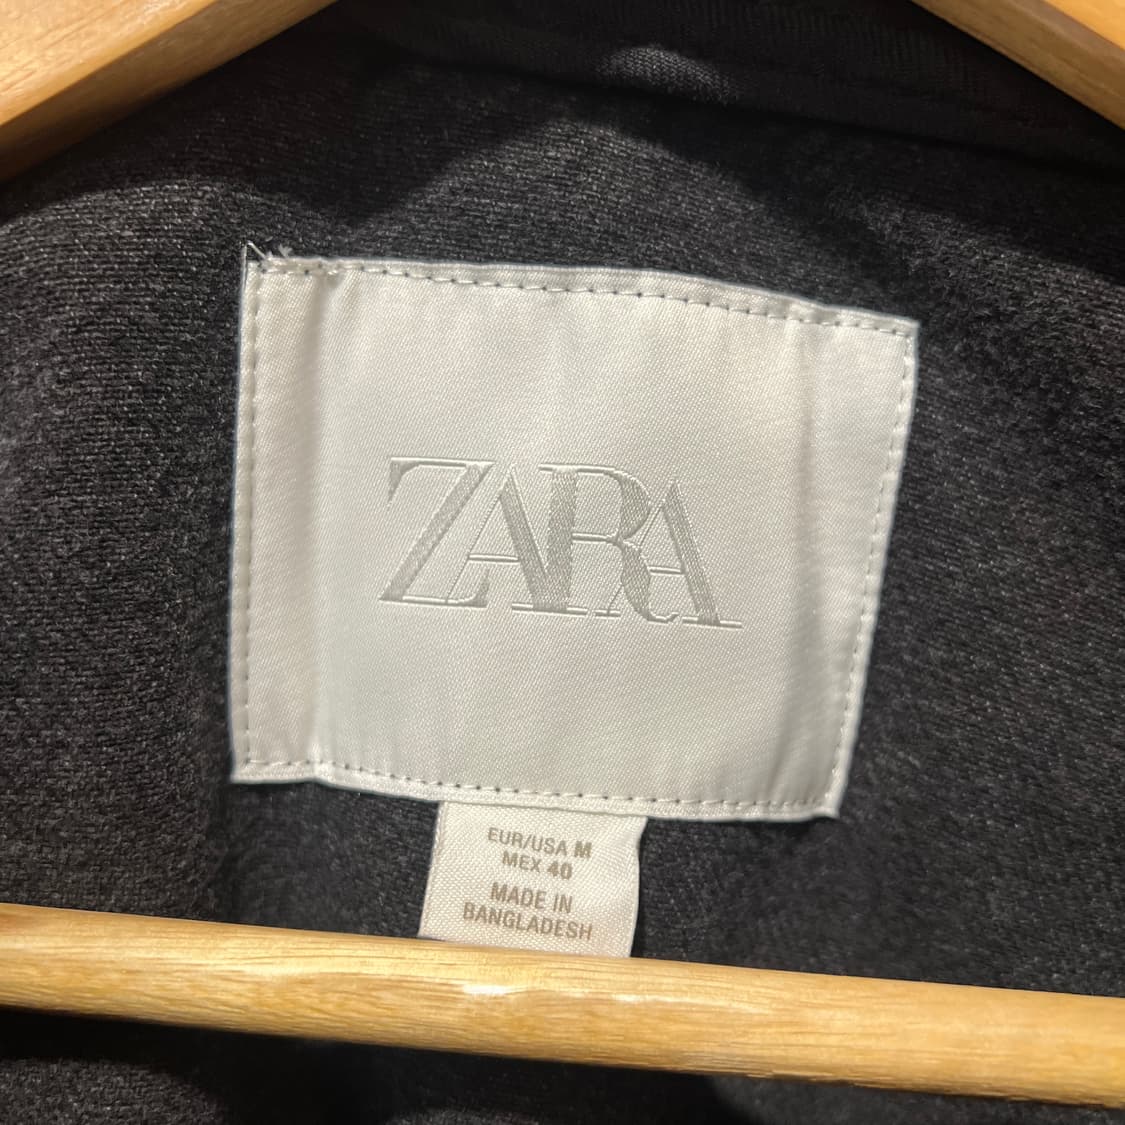 ZARA
EUR/USA M
MEX 40
MADE IN
BANGLADESH